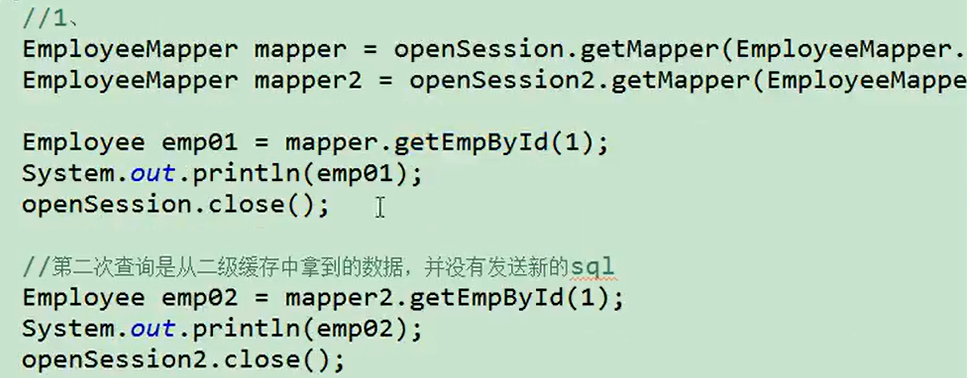 //1、
EmployeeMapper mapper = openSession.getMapper(EmployeeMapper.
EmployeeMapper mapper2 = openSession2.getMapper(EmployeeMappe
Employee emp01 = mapper.getEmpById(1);
System.out.println(emp01);
openSession.close();
//第二次查询是从二级缓存中拿到的数据，并没有发送新的sql
Employee emp02 = mapper2.getEmpById(1);
System.out.println(emp02);
openSession2.close();